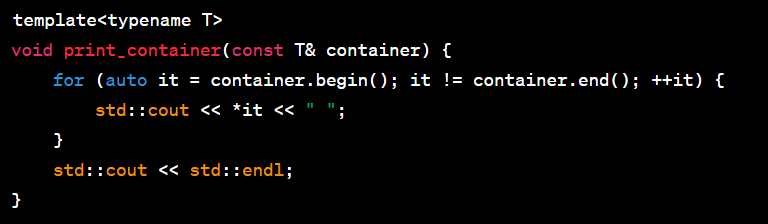 template<typename T>
void print_container(const T& container) {
    for (auto it = container.begin(); it != container.end(); ++it) {
        std::cout << *it << " ";
    }
    std::cout << std::endl;
}